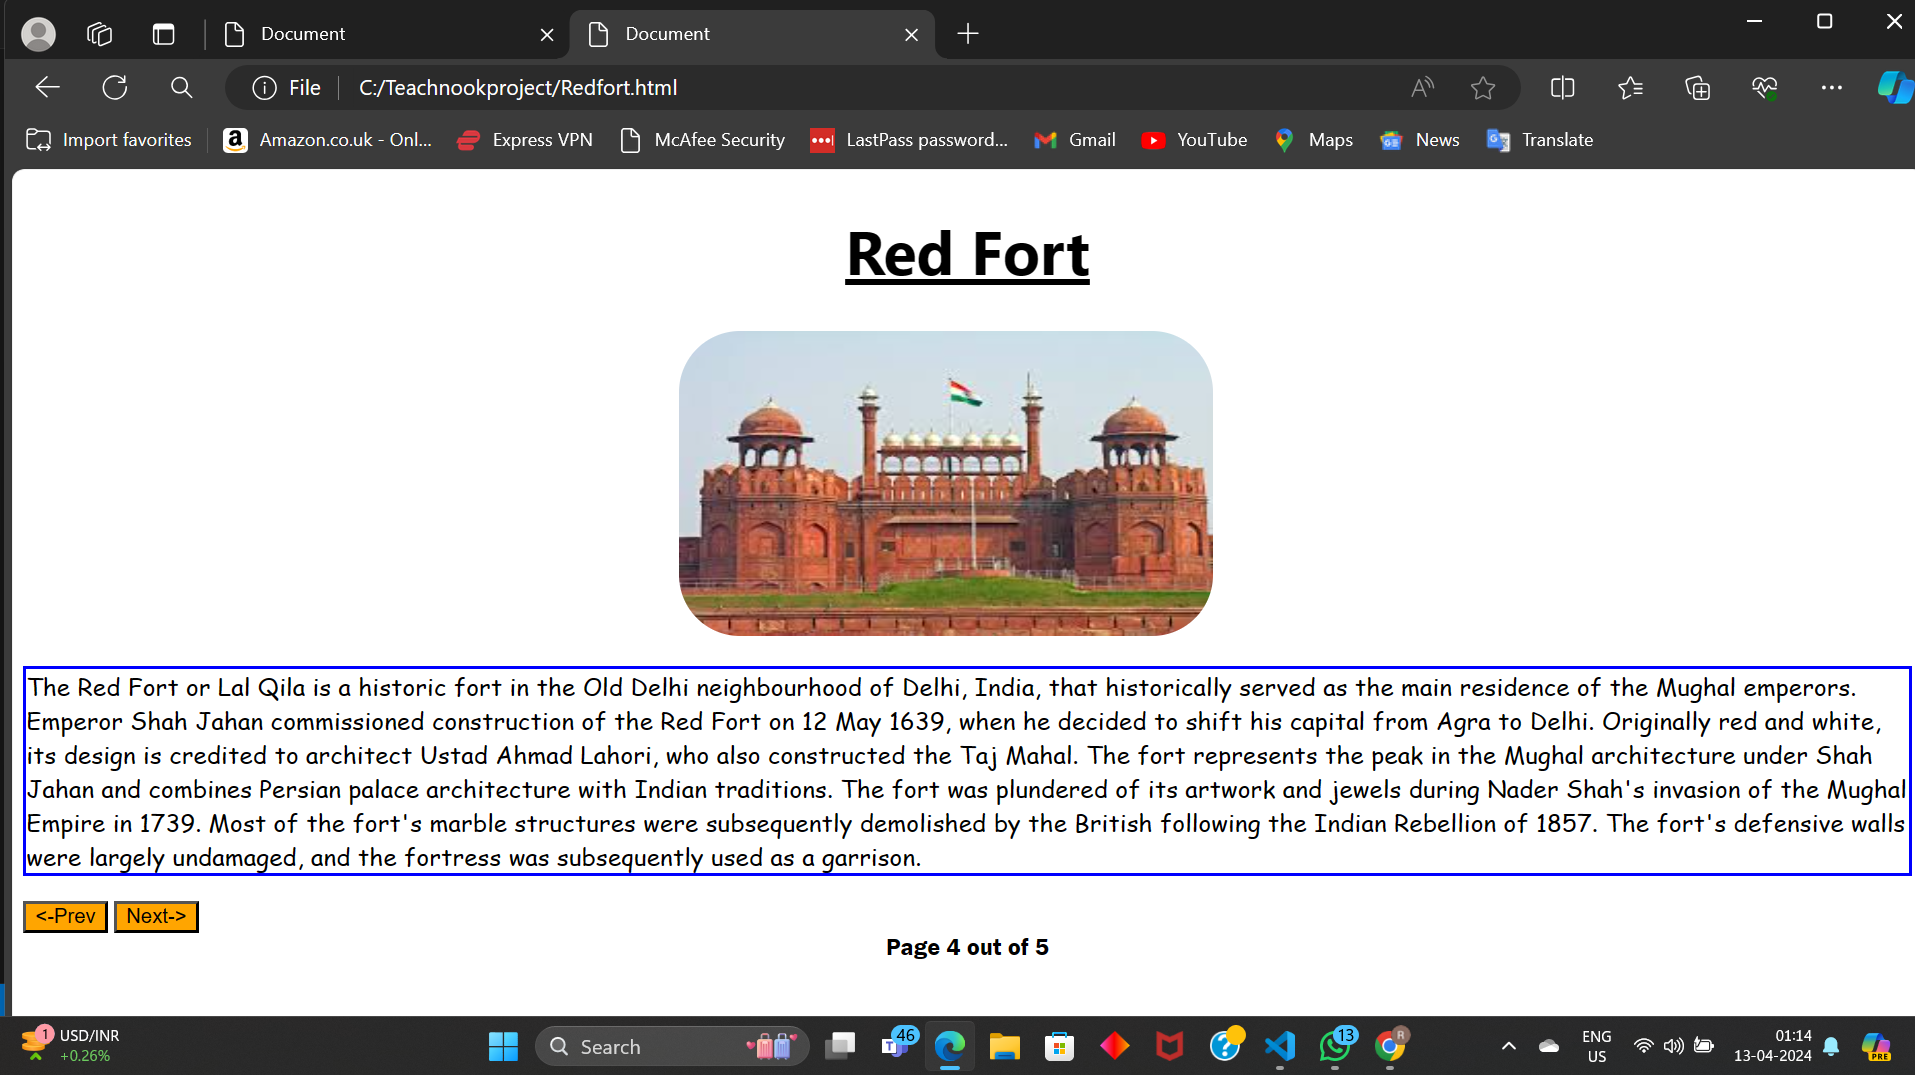 Document
Document
File
C:/Teachnookproject/Redfort.html
Import favorites
Amazon.co.uk - Onl...
Express VPN
McAfee Security
LastPass password...
Gmail
YouTube
Maps
News
Translate
Red Fort
The Red Fort or Lal Qila is a historic fort in the Old Delhi neighbourhood of Delhi, India, that historically served as the main residence of the Mughal emperors.
Emperor Shah Jahan commissioned construction of the Red Fort on 12 May 1639, when he decided to shift his capital from Agra to Delhi. Originally red and white,
its design is credited to architect Ustad Ahmad Lahori, who also constructed the Taj Mahal. The fort represents the peak in the Mughal architecture under Shah
Jahan and combines Persian palace architecture with Indian traditions. The fort was plundered of its artwork and jewels during Nader Shah's invasion of the Mughal
Empire in 1739. Most of the fort's marble structures were subsequently demolished by the British following the Indian Rebellion of 1857. The fort's defensive walls
were largely undamaged, and the fortress was subsequently used as a garrison.
<-Prev
Next->
Page 4 out of 5
1
USD/INR
+0.26%
Search
46
13
R
ENG
US
01:14
13-04-2024
PRE